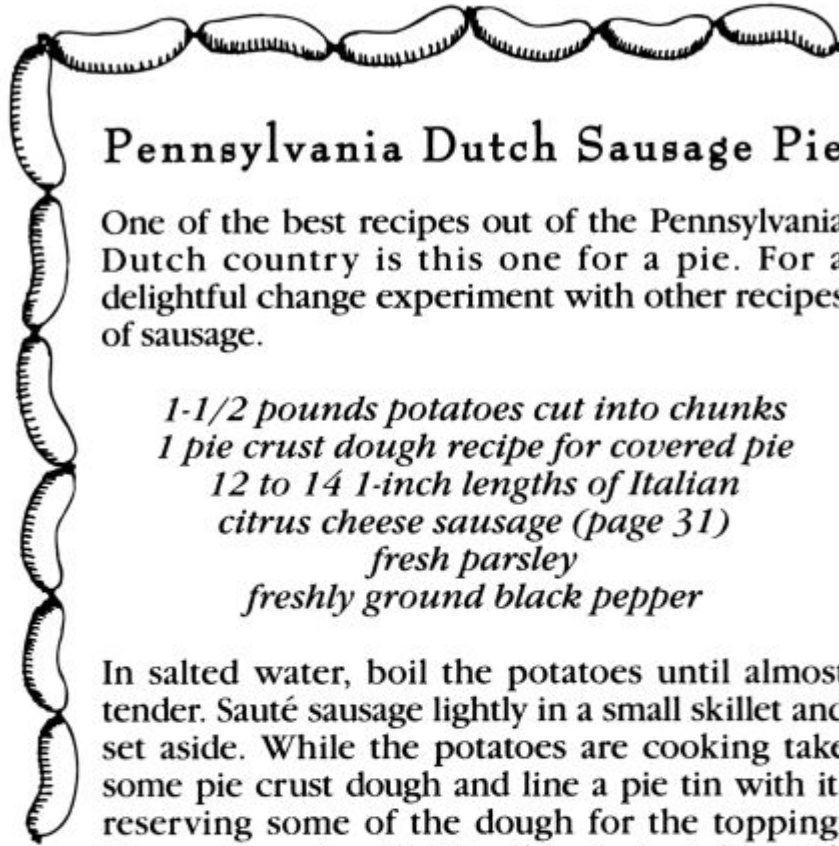 Pennsylvania Dutch Sausage Pie
One of the best recipes out of the Pennsylvania
Dutch country is this one for a pie. For a
delightful change experiment with other recipes
of sausage.
1-1/2 pounds potatoes cut into chunks
1 pie crust dough recipe for covered pie
12 to 14 1-inch lengths of Italian
citrus cheese sausage (page 31)
fresh parsley
freshly ground black pepper
In salted water, boil the potatoes until almost
tender. Sauté sausage lightly in a small skillet and
set aside. While the potatoes are cooking take
some pie crust dough and line a pie tin with it
reserving some of the dough for the topping.